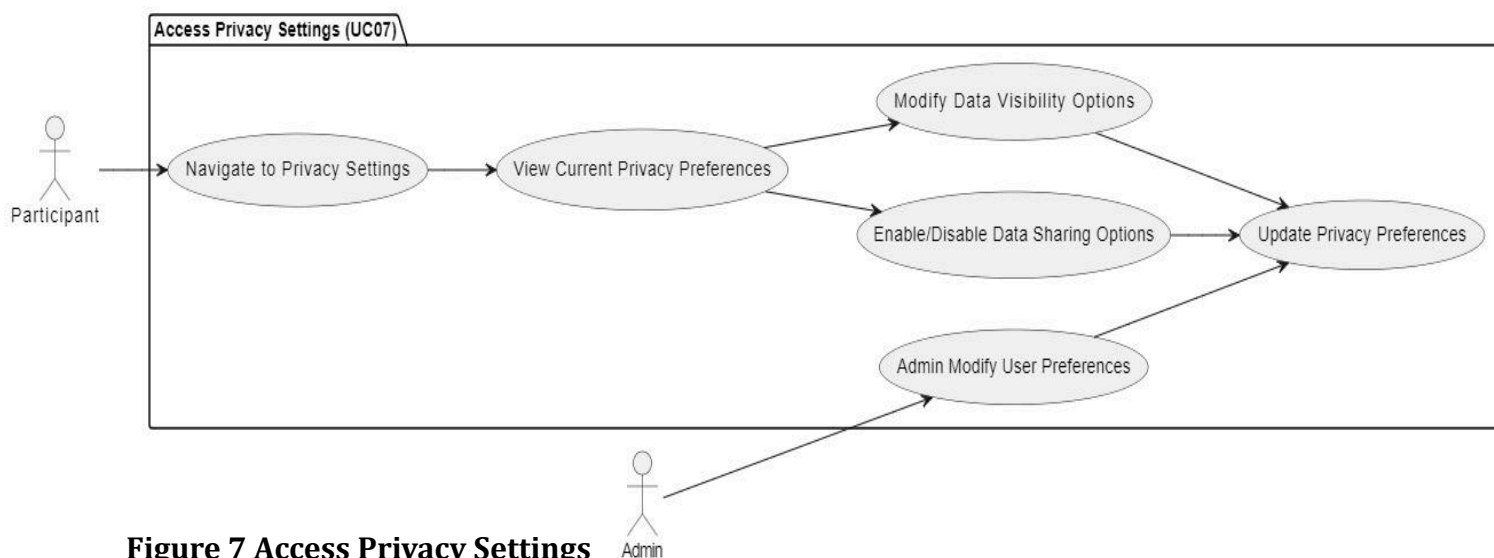 Access Privacy Settings (UC07)
Modify Data Visibility Options
Navigate to Privacy Settings
View Current Privacy Preferences
Participant
Enable/Disable Data Sharing Options
Update Privacy Preferences
Admin Modify User Preferences
Figure 7 Access Privacy Settings
Admin